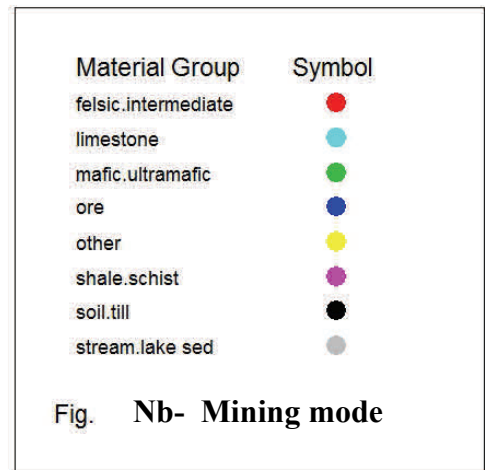 Material Group Symbol
felsic.intermediate
limestone
mafic.ultramafic
ore
other
shale.schist
soil.till
stream.lake sed
Fig. Nb- Mining mode